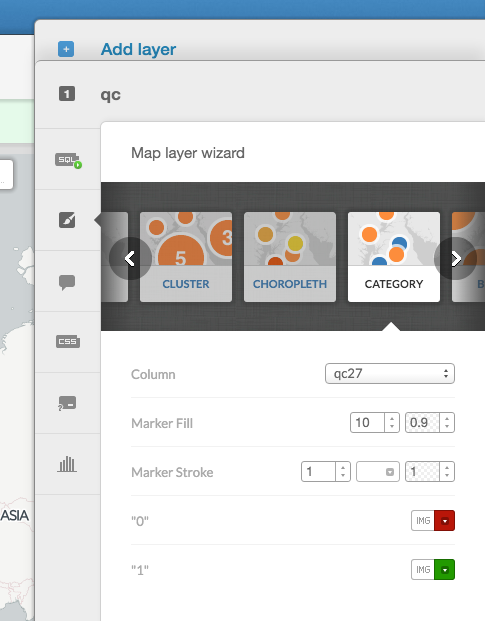 Add layer
1
qc
SQL
Map layer wizard
5
3
CLUSTER
CHOROPLETH
CATEGORY
B
Column
qc27
Marker Fill
10
0.9
Marker Stroke
1
1
CSS
?
"0"
IMG
"1"
IMG
ASIA